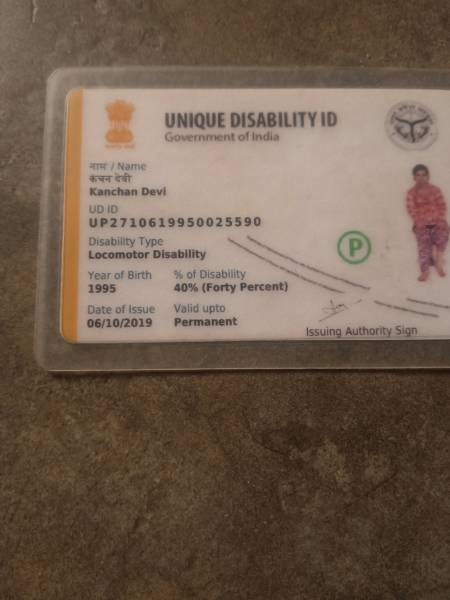 UNIQUE DISABILITY ID
Government of India
नाम / Name
कंचन देवी
Kanchan Devi
UD ID
UP2710619950025590
Disability Type
Locomotor Disability
Year of Birth % of Disability
1995 40% (Forty Percent)
P
Date of Issue Valid upto
06/10/2019 Permanent
Issuing Authority Sign